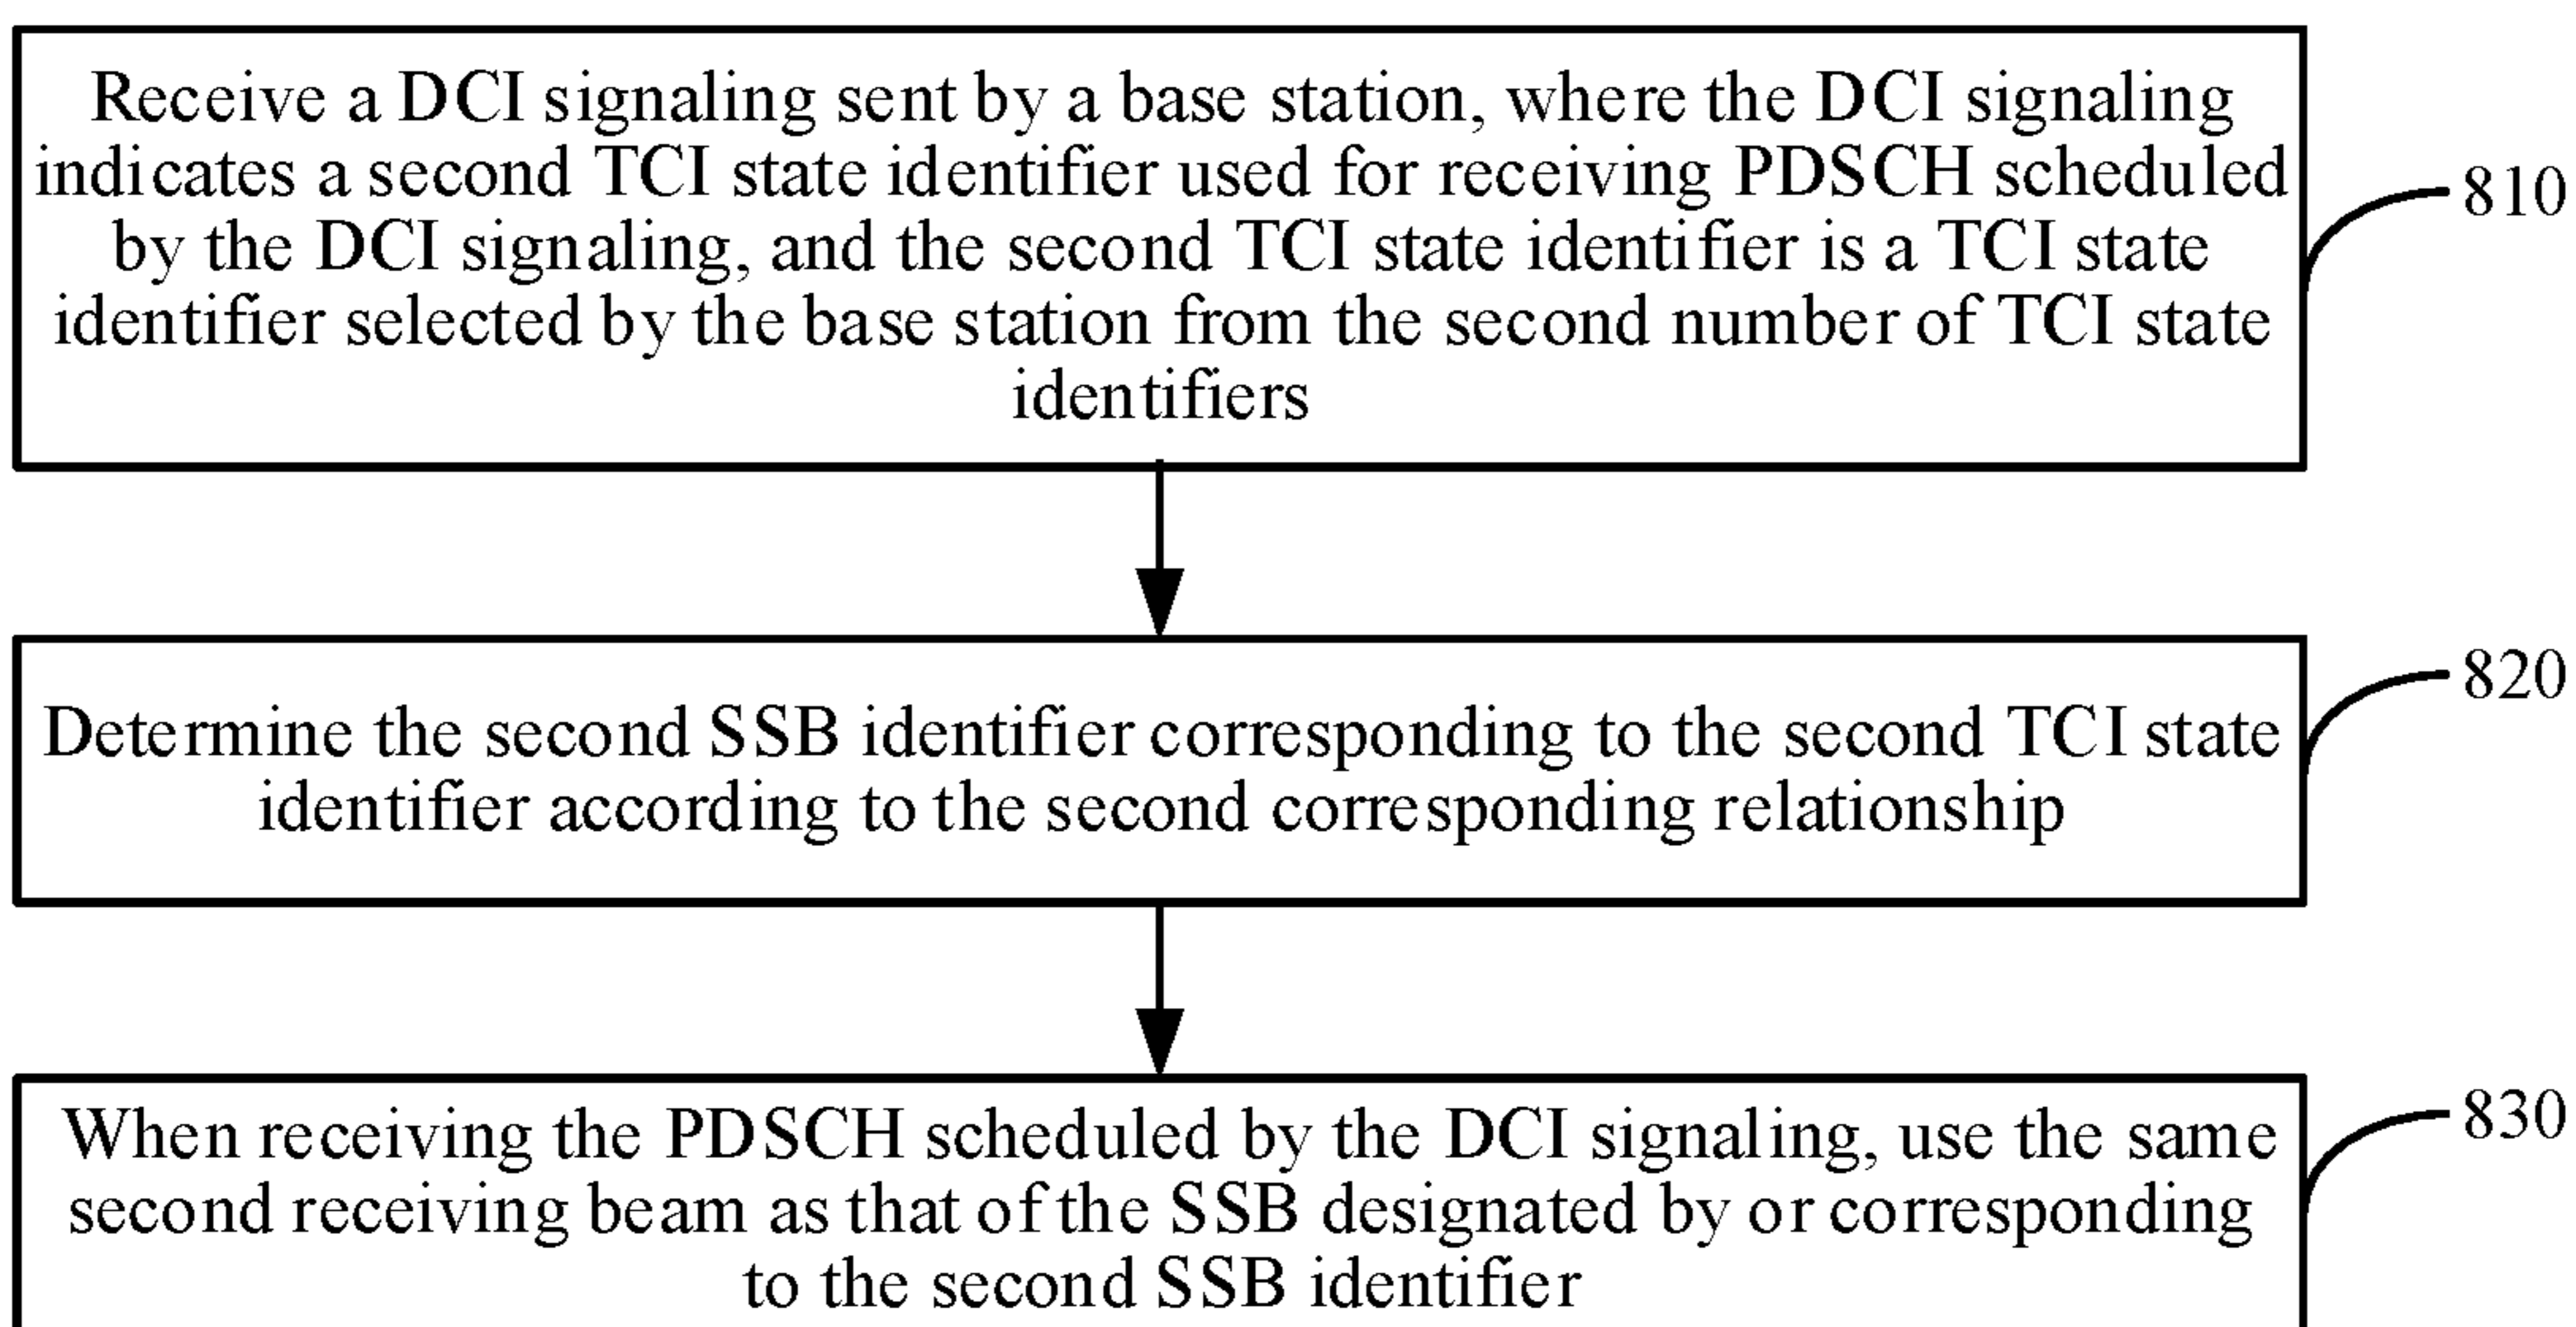 Receive a DCI signaling sent by a base station, where the DCI signaling
indicates a second TCI state identifier used for receiving PDSCH scheduled
by the DCI signaling, and the second TCI state identifier is a TCI state
identifier selected by the base station from the second number of TCI state
identifiers
810
Determine the second SSB identifier corresponding to the second TCI state
identifier according to the second corresponding relationship
820
When receiving the PDSCH scheduled by the DCI signaling, use the same
second receiving beam as that of the SSB designated by or corresponding
to the second SSB identifier
830